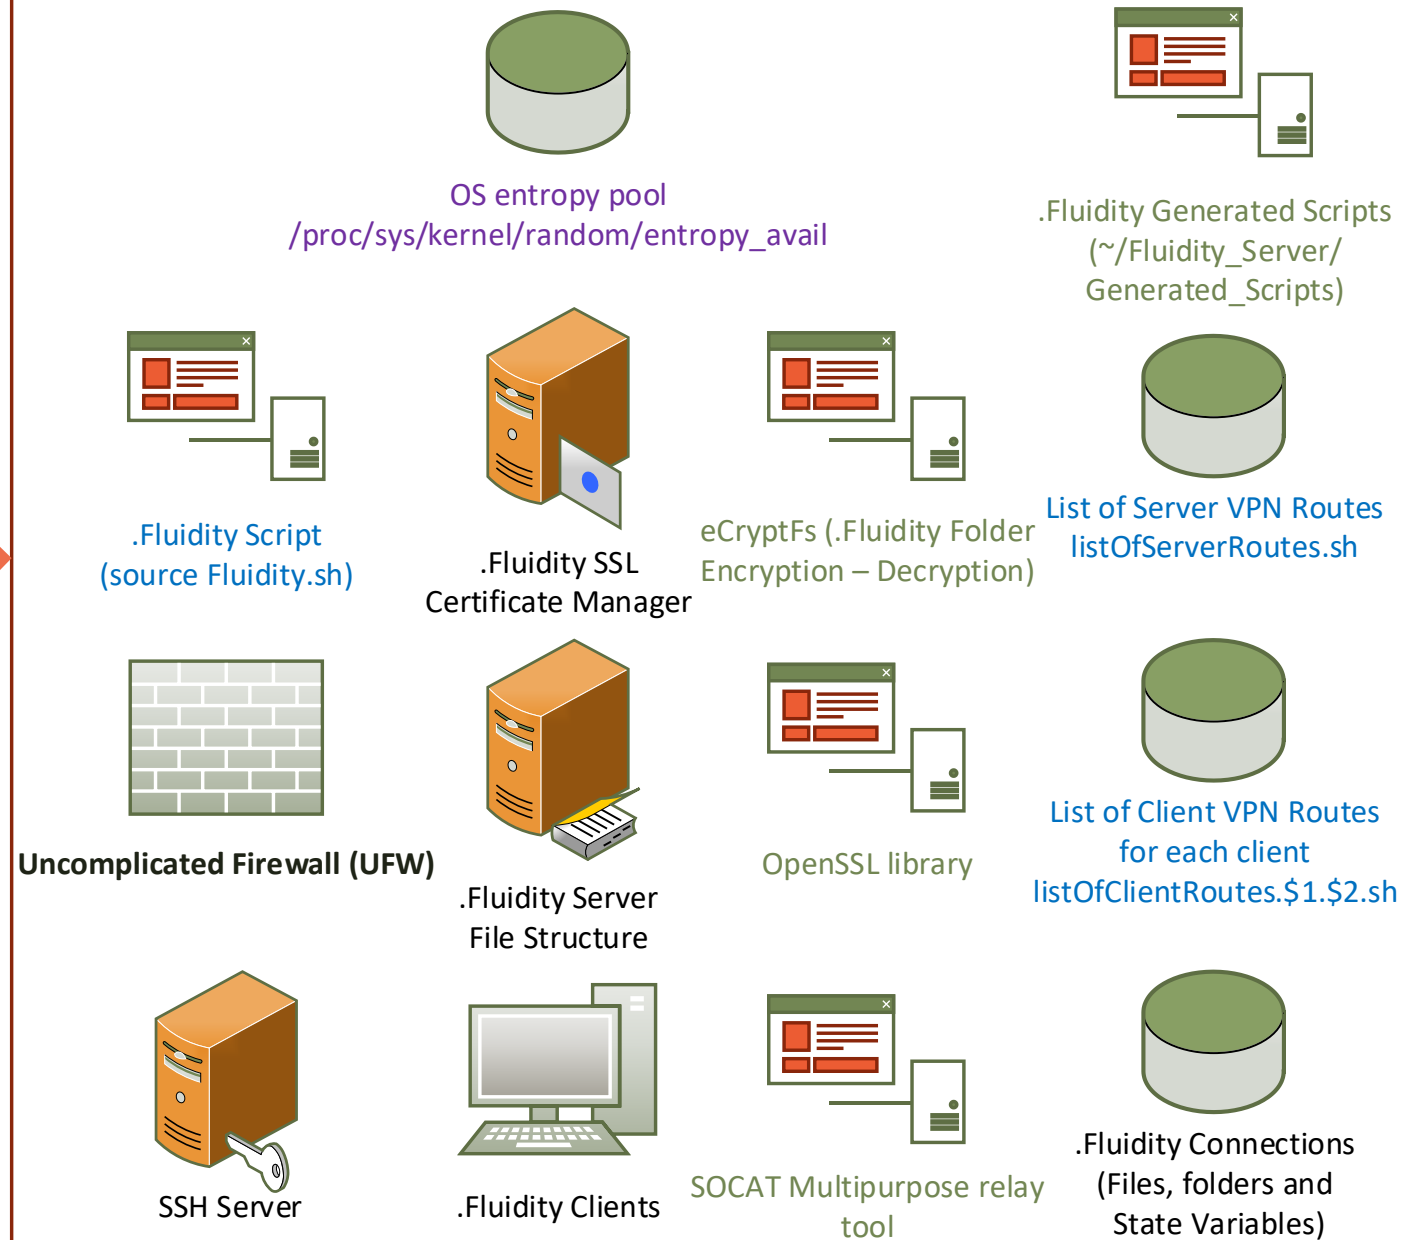 OS entropy pool
/proc/sys/kernel/random/entropy_avail
.Fluidity Generated Scripts
(~/Fluidity_Server/
Generated_Scripts)
.Fluidity Script
(source Fluidity.sh)
.Fluidity SSL
Certificate Manager
eCryptFs (.Fluidity Folder
Encryption – Decryption)
List of Server VPN Routes
listOfServerRoutes.sh
Uncomplicated Firewall (UFW)
.Fluidity Server
File Structure
OpenSSL library
List of Client VPN Routes
for each client
listOfClientRoutes.$1.$2.sh
SSH Server
.Fluidity Clients
SOCAT Multipurpose relay
tool
.Fluidity Connections
(Files, folders and
State Variables)